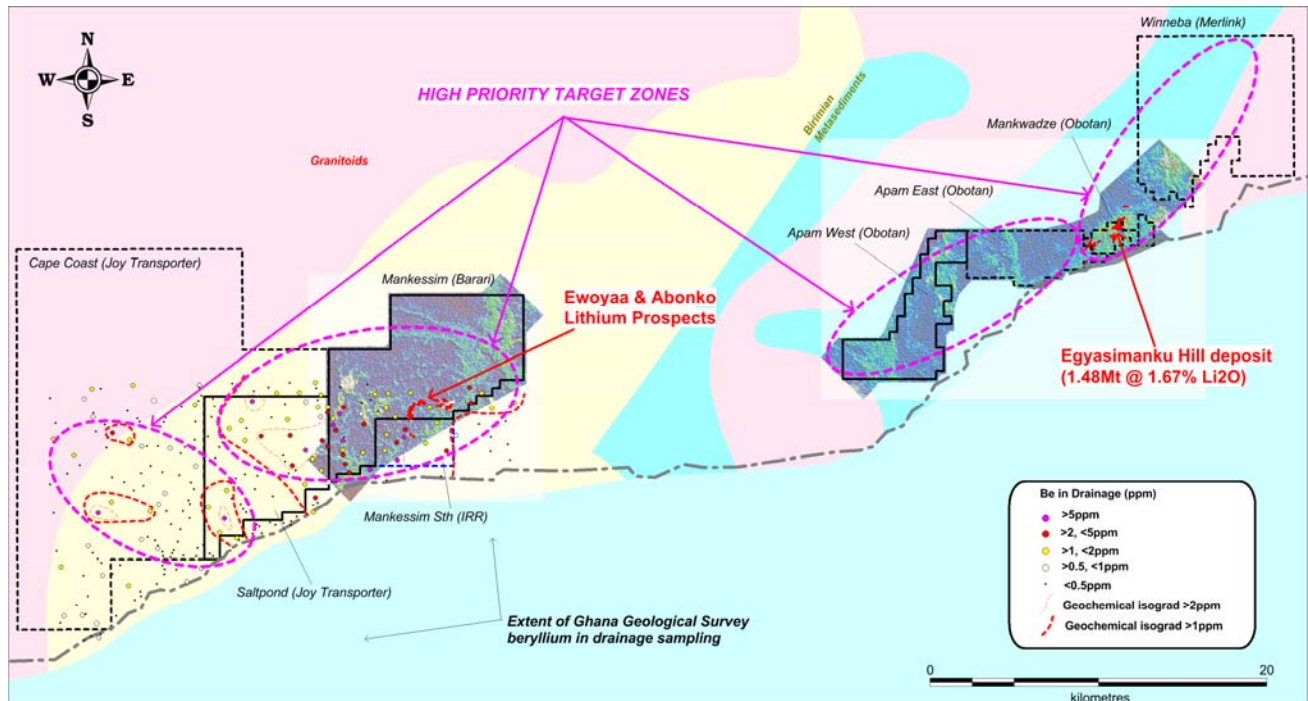 Winneba (Merlink)
N
W
E
S
HIGH PRIORITY TARGET ZONES
Birimian
Metasediments
Mankwadze (Obotan)
Granitoids
Apam East (Obotan)
Apam West (Obotan)
Cape Coast (Joy Transporter)
Mankessim (Barari)
Ewoyaa & Abonko
Lithium Prospects
Egyasimanku Hill deposit
(1.48Mt @ 1.67% Li2O)
Mankessim Sth (IRR)
Saltpond (Joy Transporter)
Extent of Ghana Geological Survey
beryllium in drainage sampling
Be in Drainage (ppm)
>5ppm
>2, <5ppm
>1, <2ppm
>0.5, <1ppm
<0.5ppm
Geochemical isograd >2ppm
Geochemical isograd >1ppm
0
20
kilometres